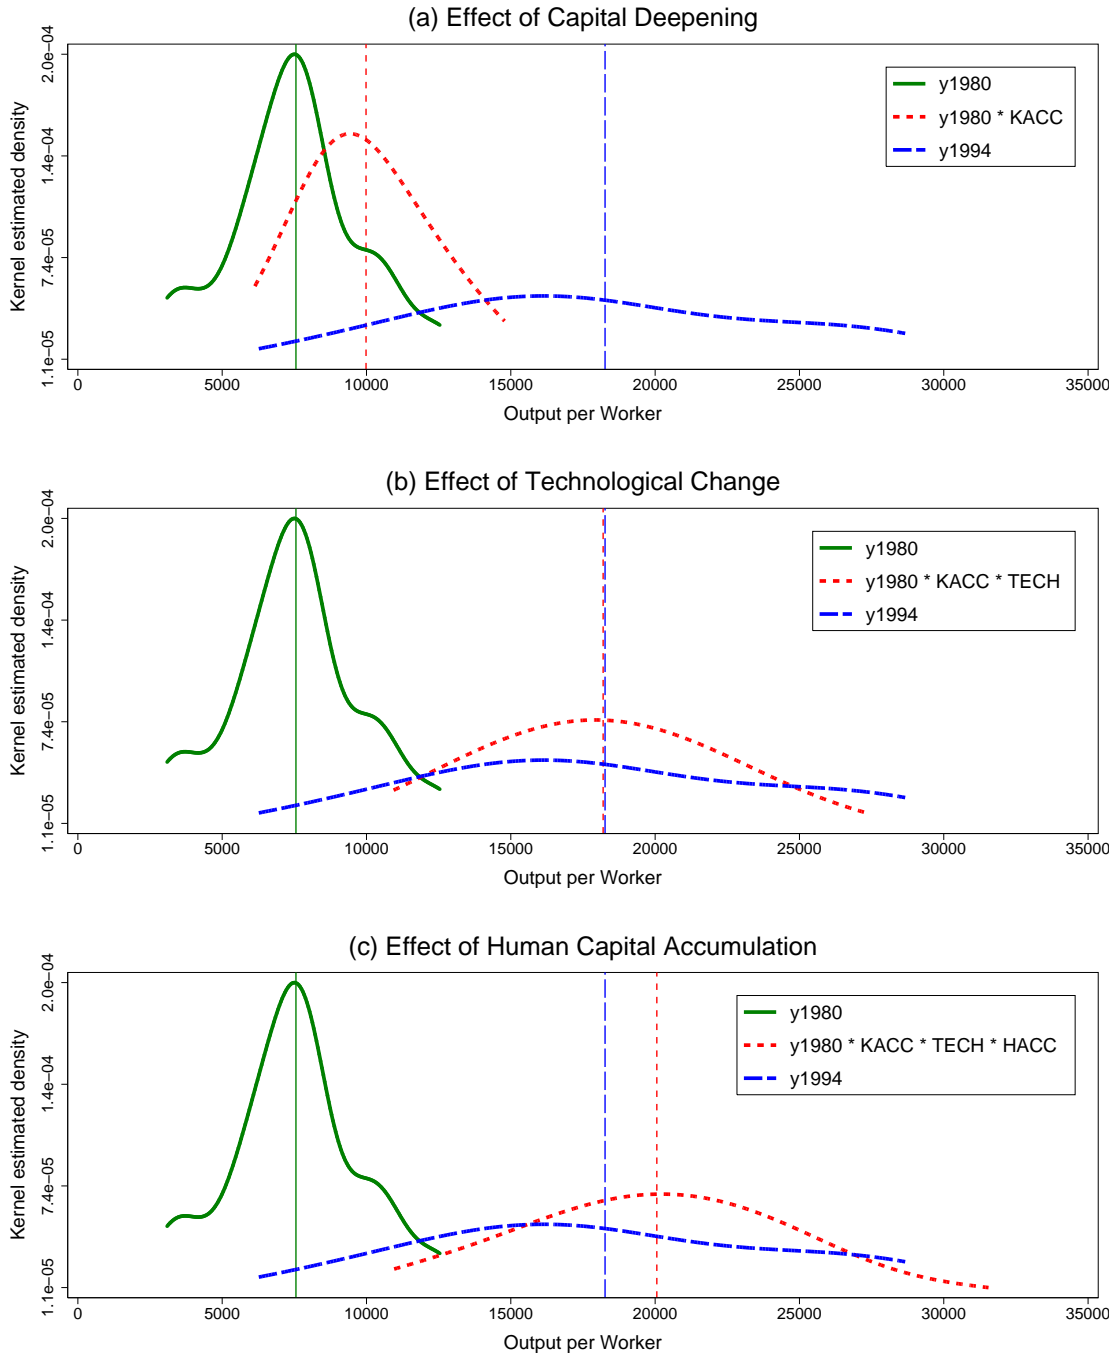 (a) Effect of Capital Deepening
Kernel estimated density
2.0e−04
1.4e−04
7.4e−05
1.1e−05
y1980
y1980 * KACC
y1994
0 5000 10000 15000 20000 25000 30000 35000
Output per Worker
(b) Effect of Technological Change
Kernel estimated density
2.0e−04
1.4e−04
7.4e−05
1.1e−05
y1980
y1980 * KACC * TECH
y1994
0 5000 10000 15000 20000 25000 30000 35000
Output per Worker
(c) Effect of Human Capital Accumulation
Kernel estimated density
2.0e−04
1.4e−04
7.4e−05
1.1e−05
y1980
y1980 * KACC * TECH * HACC
y1994
0 5000 10000 15000 20000 25000 30000 35000
Output per Worker